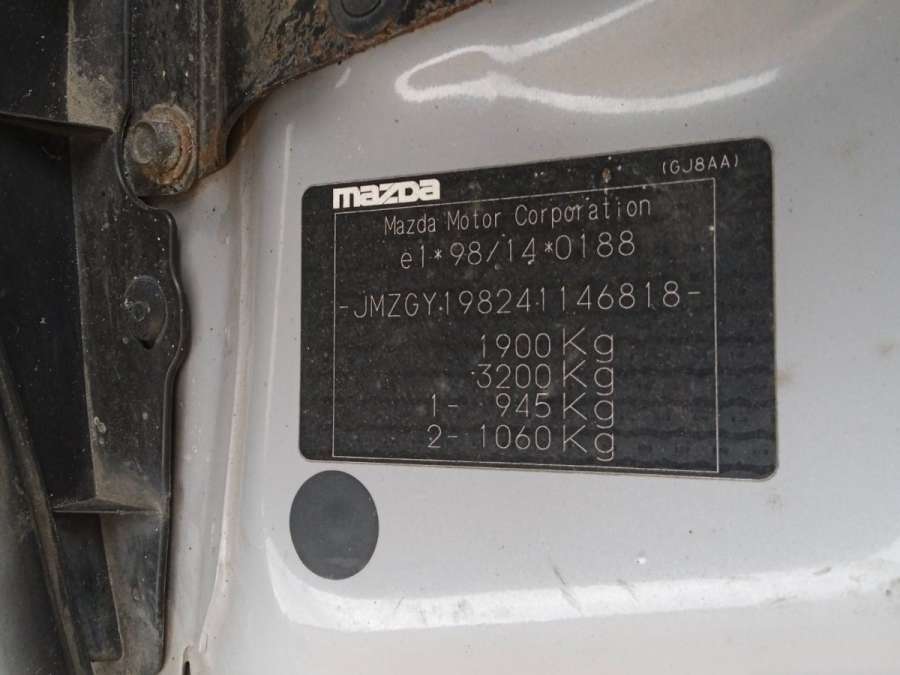 (GJ8AA)
mazda
Mazda Motor Corporation
e1*98/14*0188
-JMZGY198241146818-
1900 Kg
3200 Kg
1- 945 Kg
2- 1060 Kg